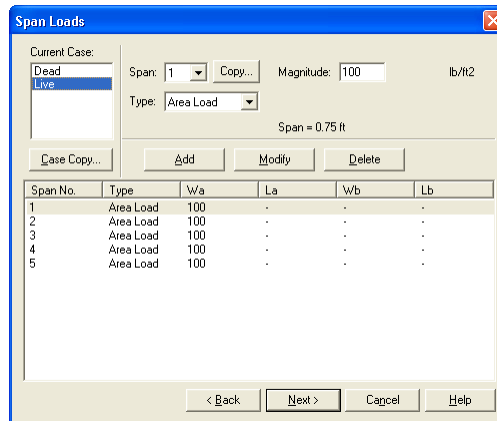 Span Loads
Current Case:
Dead
Live
Span: 1 Copy... Magnitude: 100 lb/ft2
Type: Area Load
Span = 0.75 ft
Case Copy... Add Modify Delete
Span No. Type Wa La Wb Lb
1 Area Load 100 - - -
2 Area Load 100 - - -
3 Area Load 100 - - -
4 Area Load 100 - - -
5 Area Load 100 - - -
< Back Next > Cancel Help